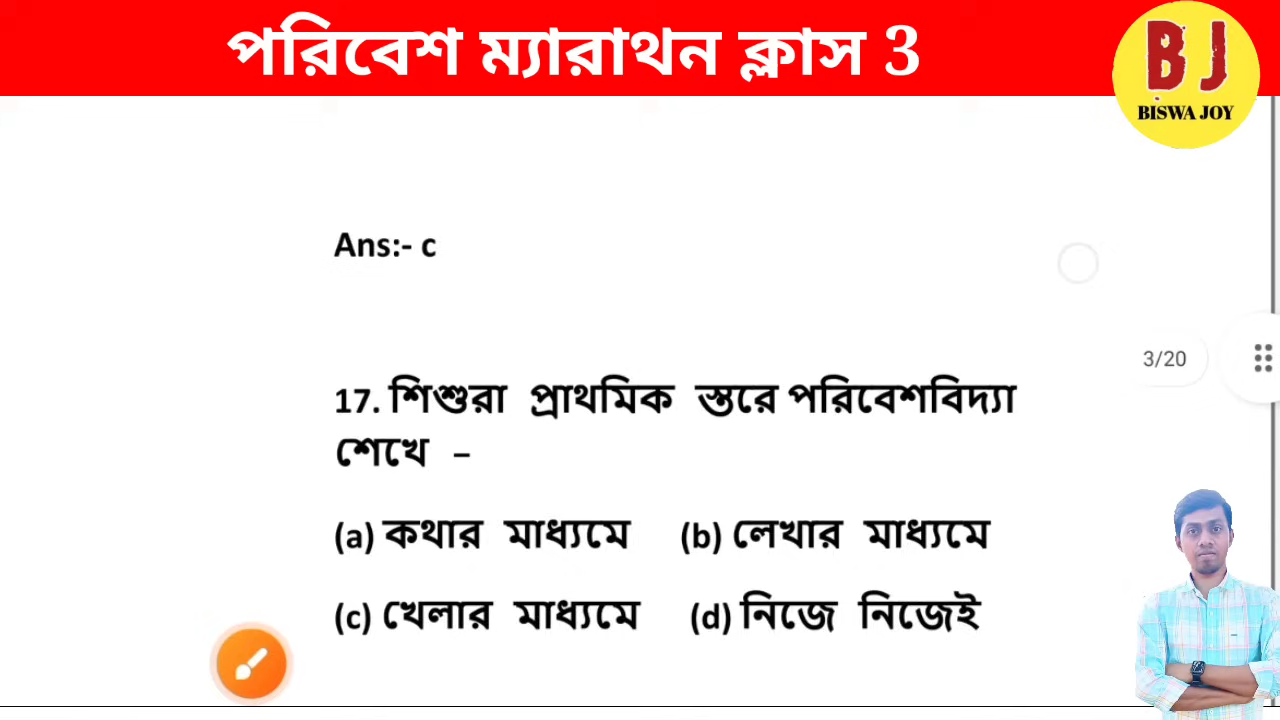 পরিবেশ ম্যারাথন ক্লাস 3
BJ
BISWA JOY
Ans:- c
3/20
17. শিশুরা প্রাথমিক স্তরে পরিবেশবিদ্যা
শেখে –
(a) কথার মাধ্যমে (b) লেখার মাধ্যমে
(c) খেলার মাধ্যমে (d) নিজে নিজেই